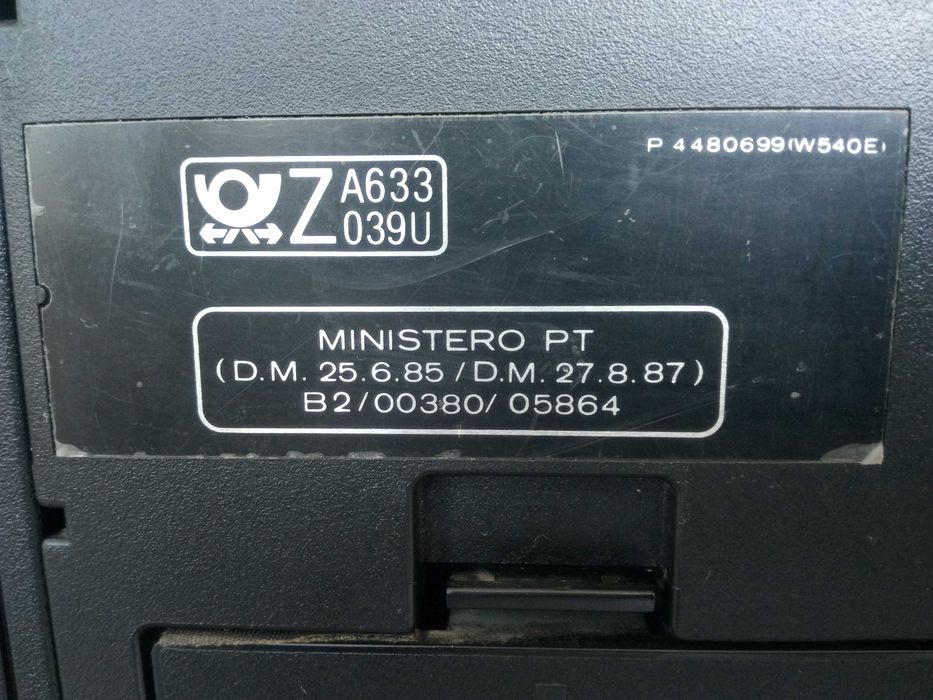 P 4480699(W540E)
Z A633
039U
MINISTERO PT
(D.M. 25.6.85 / D.M. 27.8.87)
B2/00380/ 05864